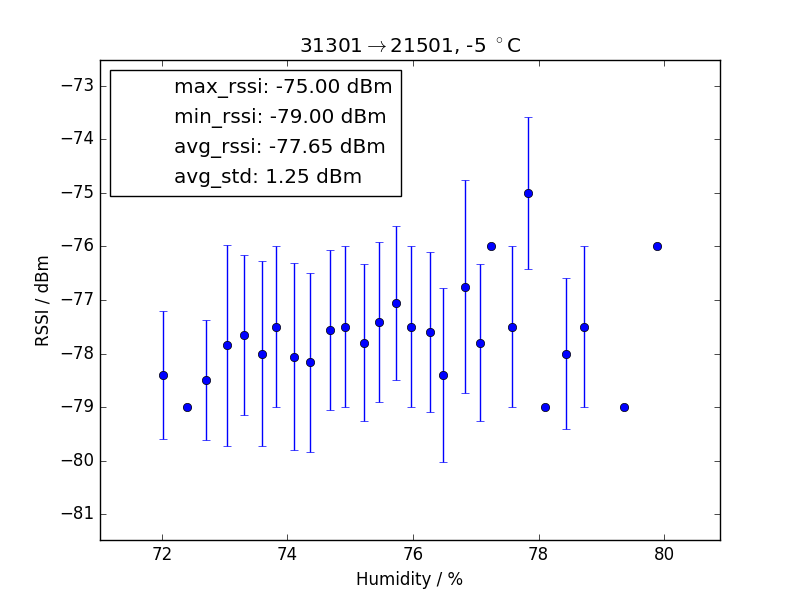 31301→21501, -5 °C
max_rssi: -75.00 dBm
min_rssi: -79.00 dBm
avg_rssi: -77.65 dBm
avg_std: 1.25 dBm
RSSI / dBm
−73
−74
−75
−76
−77
−78
−79
−80
−81
72 74 76 78 80
Humidity / %